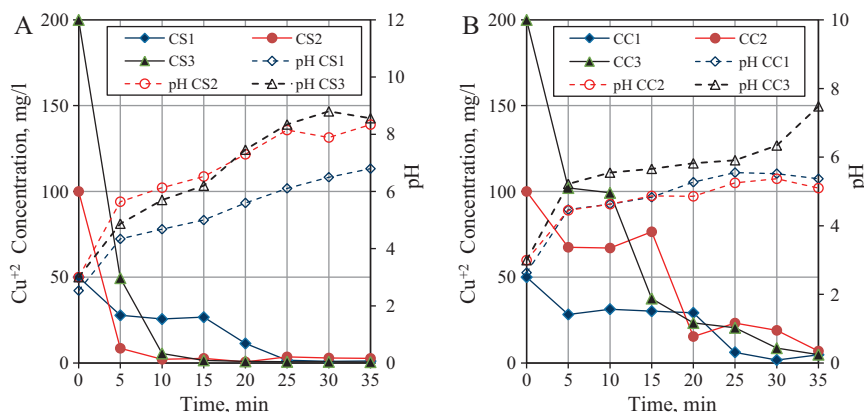 A
CS1
CS2
CS3
pH CS1
pH CS2
pH CS3
Cu+2 Concentration, mg/l
200
150
100
50
0
12
10
8
6
4
2
0
pH
0 5 10 15 20 25 30 35
Time, min
B
CC1
CC2
CC3
pH CC1
pH CC2
pH CC3
Cu+2 Concentration, mg/l
200
150
100
50
0
10
8
6
4
2
0
pH
0 5 10 15 20 25 30 35
Time, min